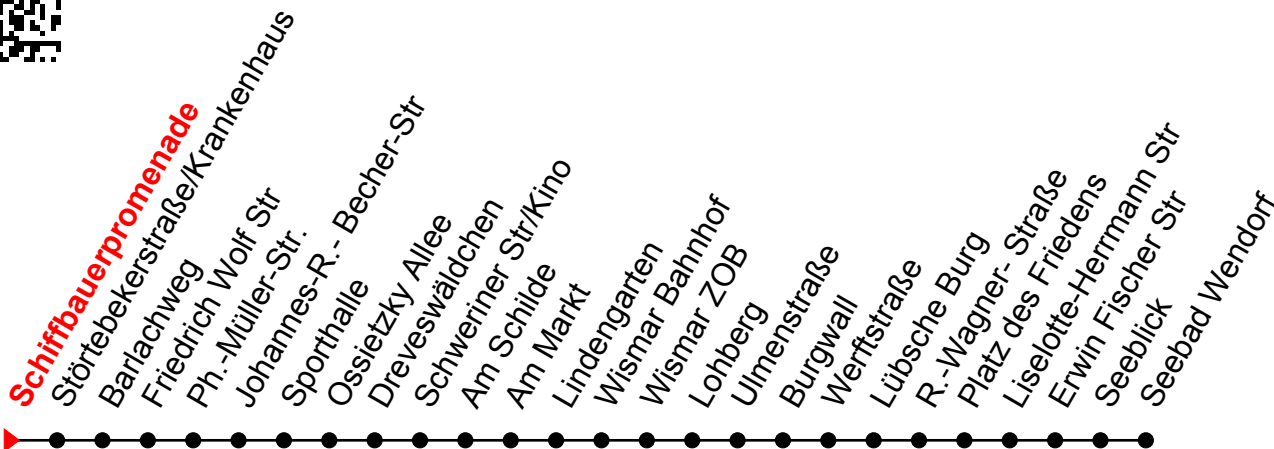 Schiffbauerpromenade
Störtebekerstraße/Krankenhaus
Barlachweg
Friedrich Wolf Str
Ph.-Müller-Str.
Johannes-R.- Becher-Str
Sporthalle
Ossietzky Allee
Dreveswäldchen
Schweriner Str/Kino
Am Schilde
Am Markt
Lindengarten
Wismar Bahnhof
Wismar ZOB
Lohberg
Ulmenstraße
Burgwall
Werftstraße
Lübsche Burg
R.-Wagner- Straße
Platz des Friedens
Liselotte-Herrmann Str
Erwin Fischer Str
Seeblick
Seebad Wendorf